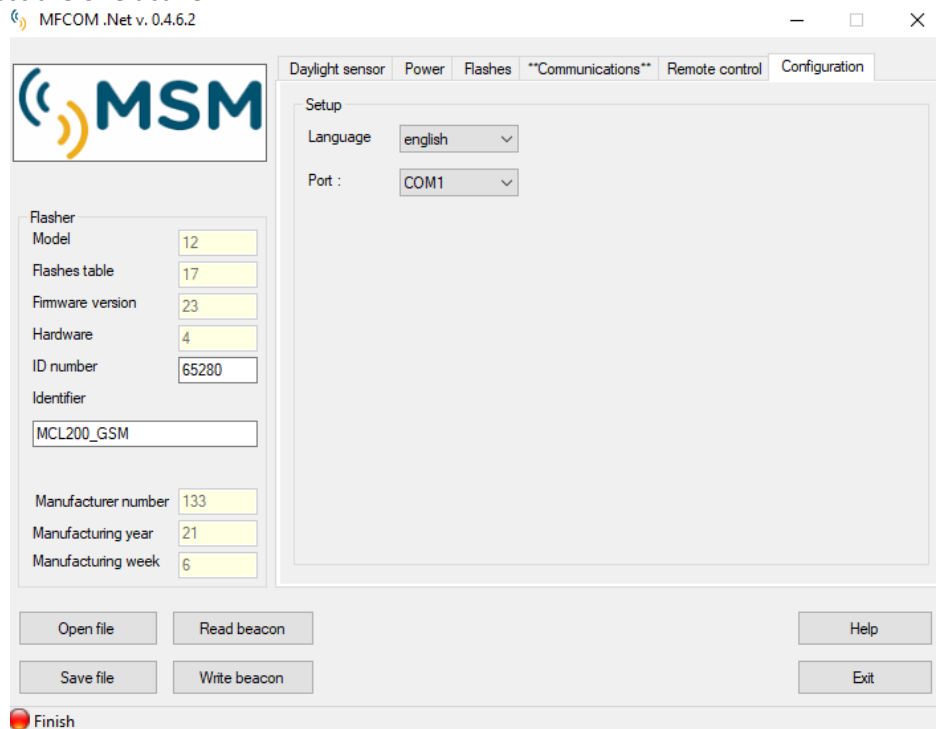 MFCOM .Net v. 0.4.6.2
MSM
Daylight sensor Power Flashes **Communications** Remote control Configuration
Setup
Language english
Port : COM1
Flasher
Model 12
Flashes table 17
Firmware version 23
Hardware 4
ID number 65280
Identifier
MCL200_GSM
Manufacturer number 133
Manufacturing year 21
Manufacturing week 6
Open file Read beacon Help
Save file Write beacon Exit
Finish